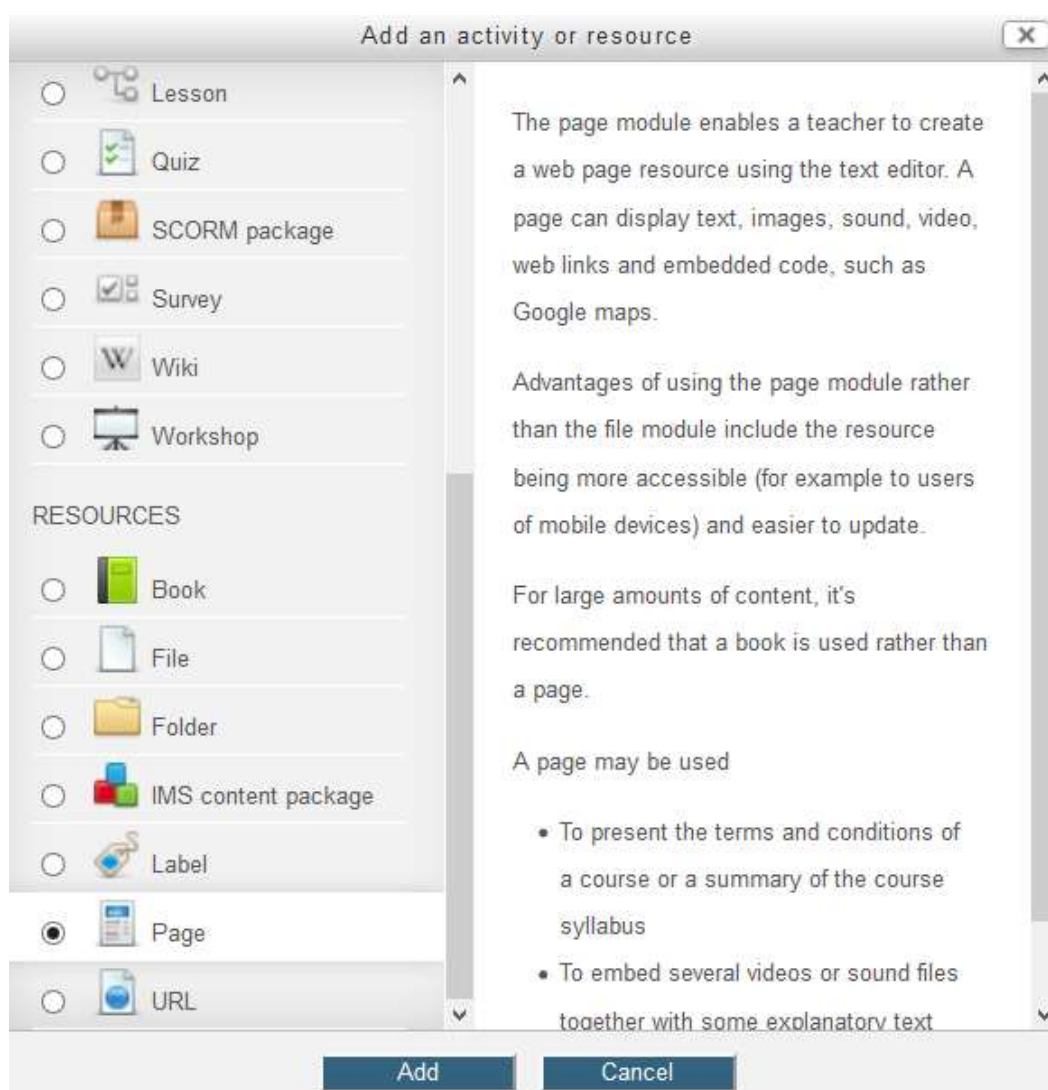 Add an activity or resource
Lesson
Quiz
SCORM package
Survey
Wiki
Workshop
RESOURCES
Book
File
Folder
IMS content package
Label
Page
URL
The page module enables a teacher to create
a web page resource using the text editor. A
page can display text, images, sound, video,
web links and embedded code, such as
Google maps.
Advantages of using the page module rather
than the file module include the resource
being more accessible (for example to users
of mobile devices) and easier to update.
For large amounts of content, it's
recommended that a book is used rather than
a page.
A page may be used
• To present the terms and conditions of
a course or a summary of the course
syllabus
• To embed several videos or sound files
together with some explanatory text
Add
Cancel